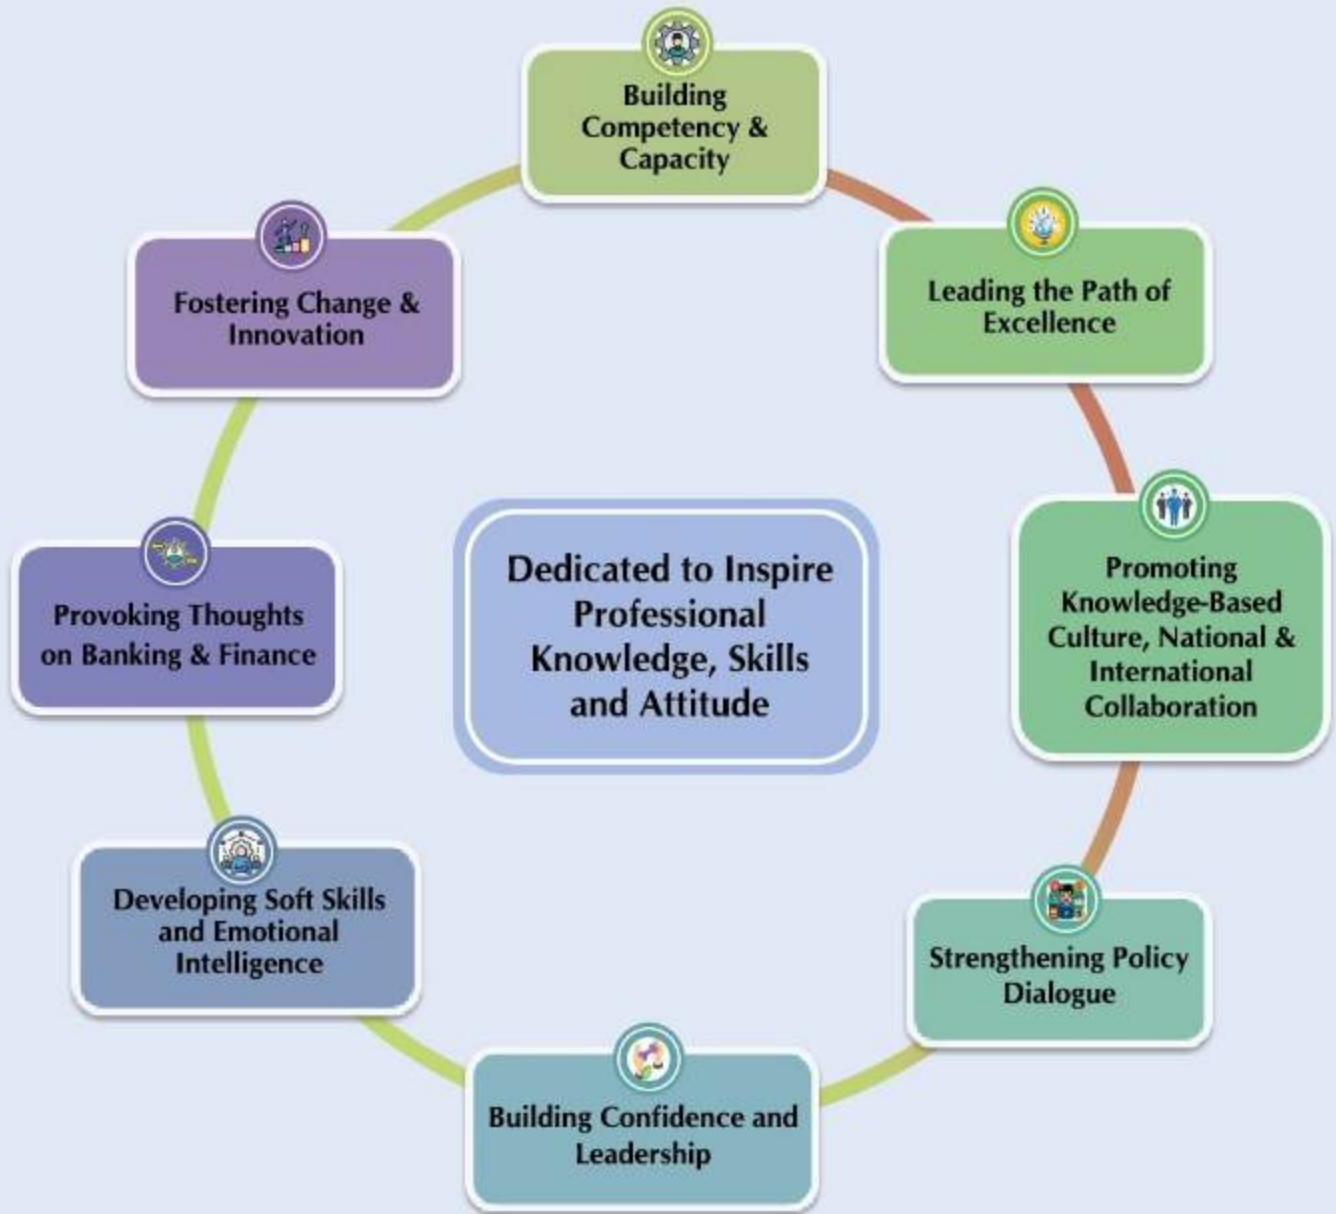 Building
Competency &
Capacity
Leading the Path of
Excellence
Promoting
Knowledge-Based
Culture, National &
International
Collaboration
Strengthening Policy
Dialogue
Building Confidence and
Leadership
Developing Soft Skills
and Emotional
Intelligence
Provoking Thoughts
on Banking & Finance
Fostering Change &
Innovation
Dedicated to Inspire
Professional
Knowledge, Skills
and Attitude